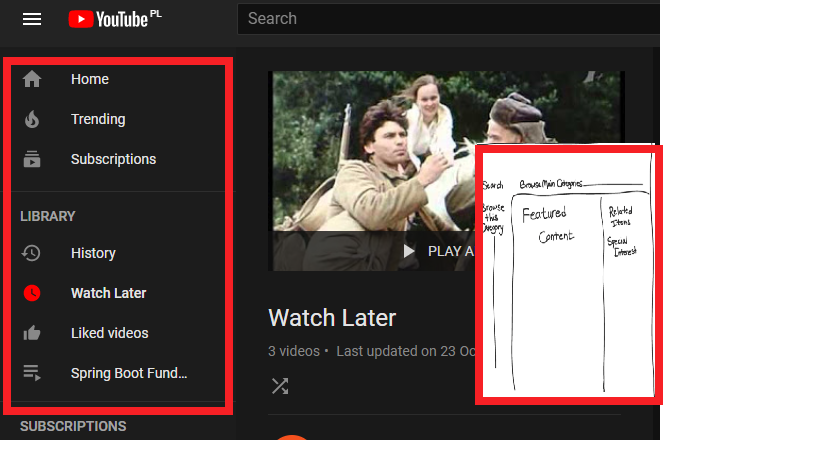 YouTube PL
Search
Home
Trending
Subscriptions
LIBRARY
History
Watch Later
Liked videos
Spring Boot Fund...
SUBSCRIPTIONS
PLAY A
Watch Later
3 videos • Last updated on 23 Oc
Search
Browse Main Categories
Browse
this
Category
Featured
Content
Related
Items
Special
Interest